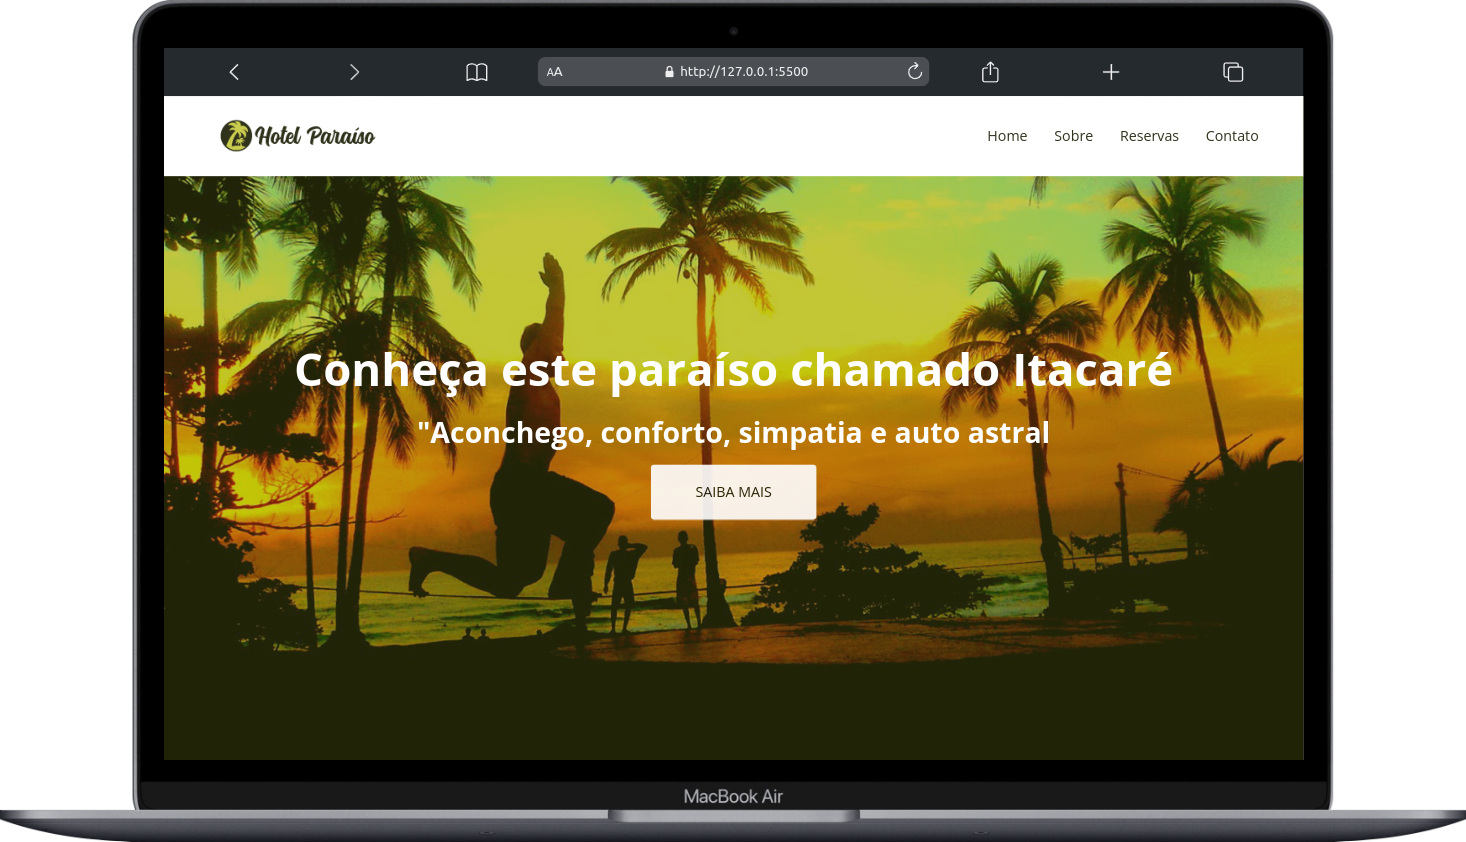 AA http://127.0.0.1:5500
Hotel Paraíso Home Sobre Reservas Contato
Conheça este paraíso chamado Itacaré
"Aconchego, conforto, simpatia e auto astral
SAIBA MAIS
MacBook Air